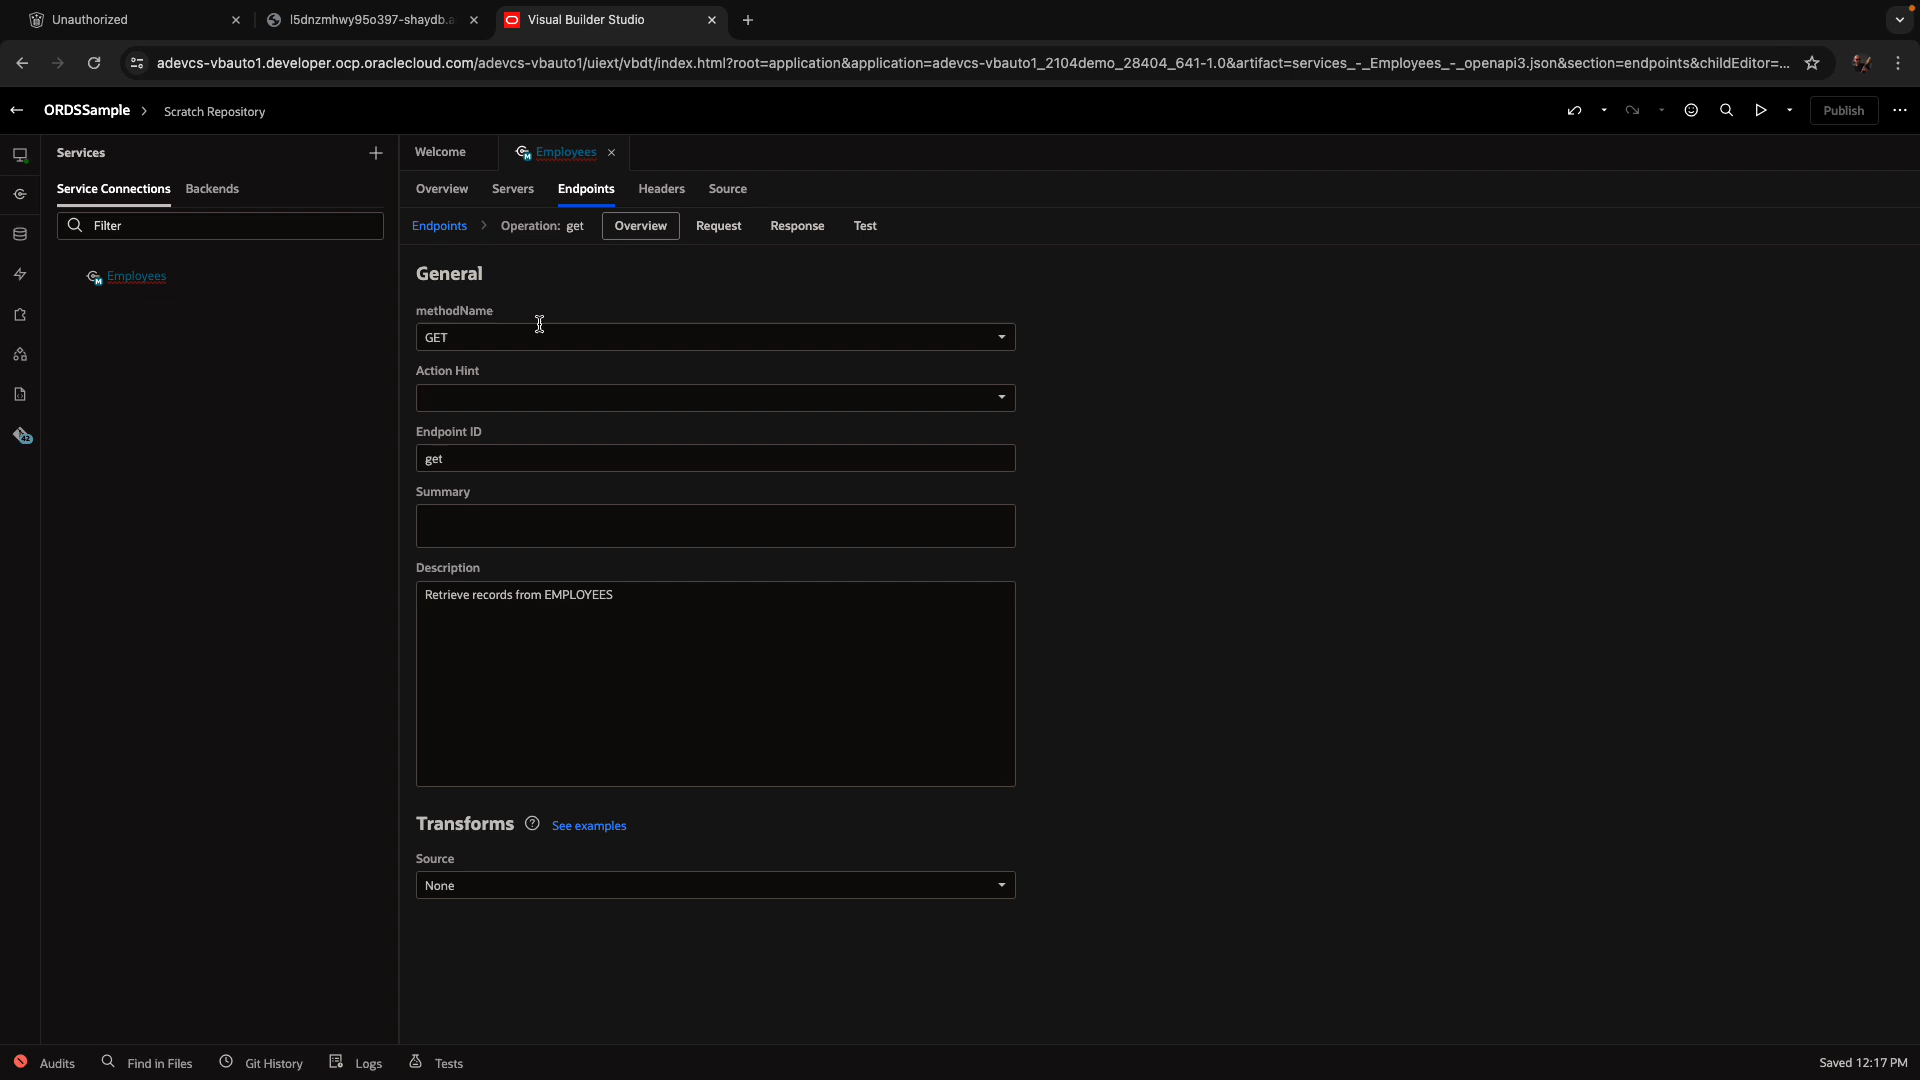 Unauthorized
l5dnzmhwy95o397-shaydb.a
Visual Builder Studio
adevcs-vbauto1.developer.ocp.oraclecloud.com/adevcs-vbauto1/uiext/vbdt/index.html?root=application&application=adevcs-vbauto1_2104demo_28404_641-1.0&artifact=services_-_Employees_-_openapi3.json&section=endpoints&childEditor=...
ORDSSample
Scratch Repository
Publish
Services
Service Connections
Backends
Filter
Employees
Welcome
Employees
Overview
Servers
Endpoints
Headers
Source
Endpoints
Operation: get
Overview
Request
Response
Test
General
methodName
GET
Action Hint
Endpoint ID
get
Summary
Description
Retrieve records from EMPLOYEES
Transforms
See examples
Source
None
Audits
Find in Files
Git History
Logs
Tests
Saved 12:17 PM